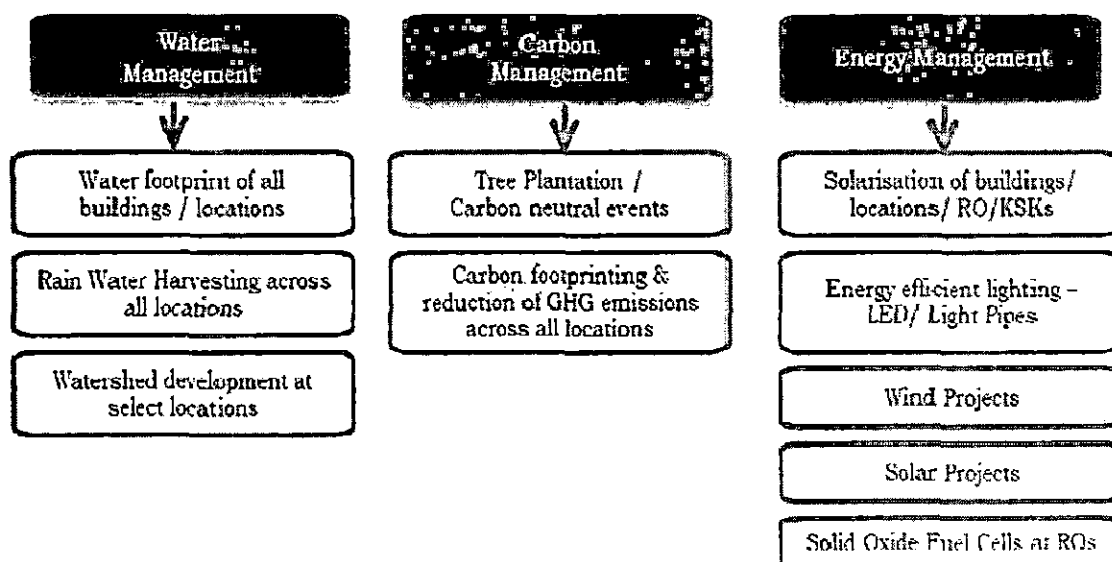 Water
Management
Water footprint of all
buildings / locations
Rain Water Harvesting across
all locations
Watershed development at
select locations
Carbon
Management
Tree Plantation /
Carbon neutral events
Carbon footprinting &
reduction of GHG emissions
across all locations
Energy Management
Solarisation of buildings/
locations/ RO/KSKs
Energy efficient lighting –
LED/ Light Pipes
Wind Projects
Solar Projects
Solid Oxide Fuel Cells at ROs